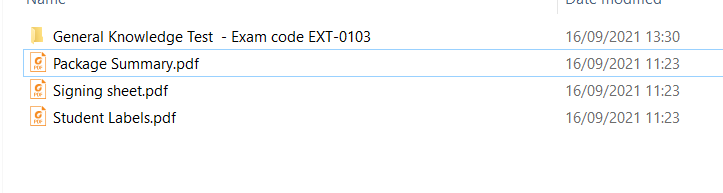 Name Date modified
General Knowledge Test  - Exam code EXT-0103 16/09/2021 13:30
Package Summary.pdf 16/09/2021 11:23
Signing sheet.pdf 16/09/2021 11:23
Student Labels.pdf 16/09/2021 11:23